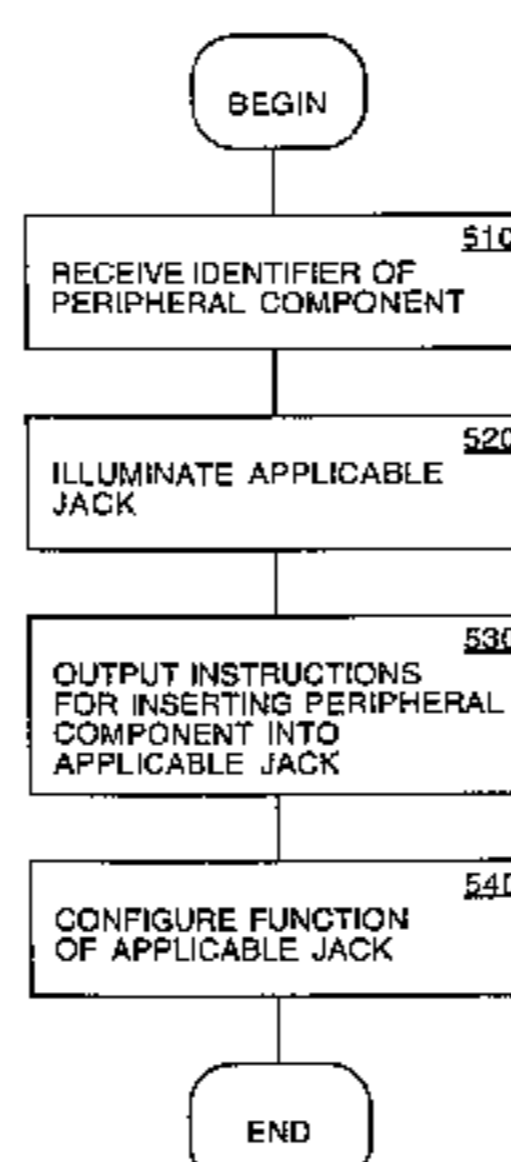 BEGIN
510
RECEIVE IDENTIFIER OF
PERIPHERAL COMPONENT
520
ILLUMINATE APPLICABLE
JACK
530
OUTPUT INSTRUCTIONS
FOR INSERTING PERIPHERAL
COMPONENT INTO
APPLICABLE JACK
540
CONFIGURE FUNCTION
OF APPLICABLE JACK
END